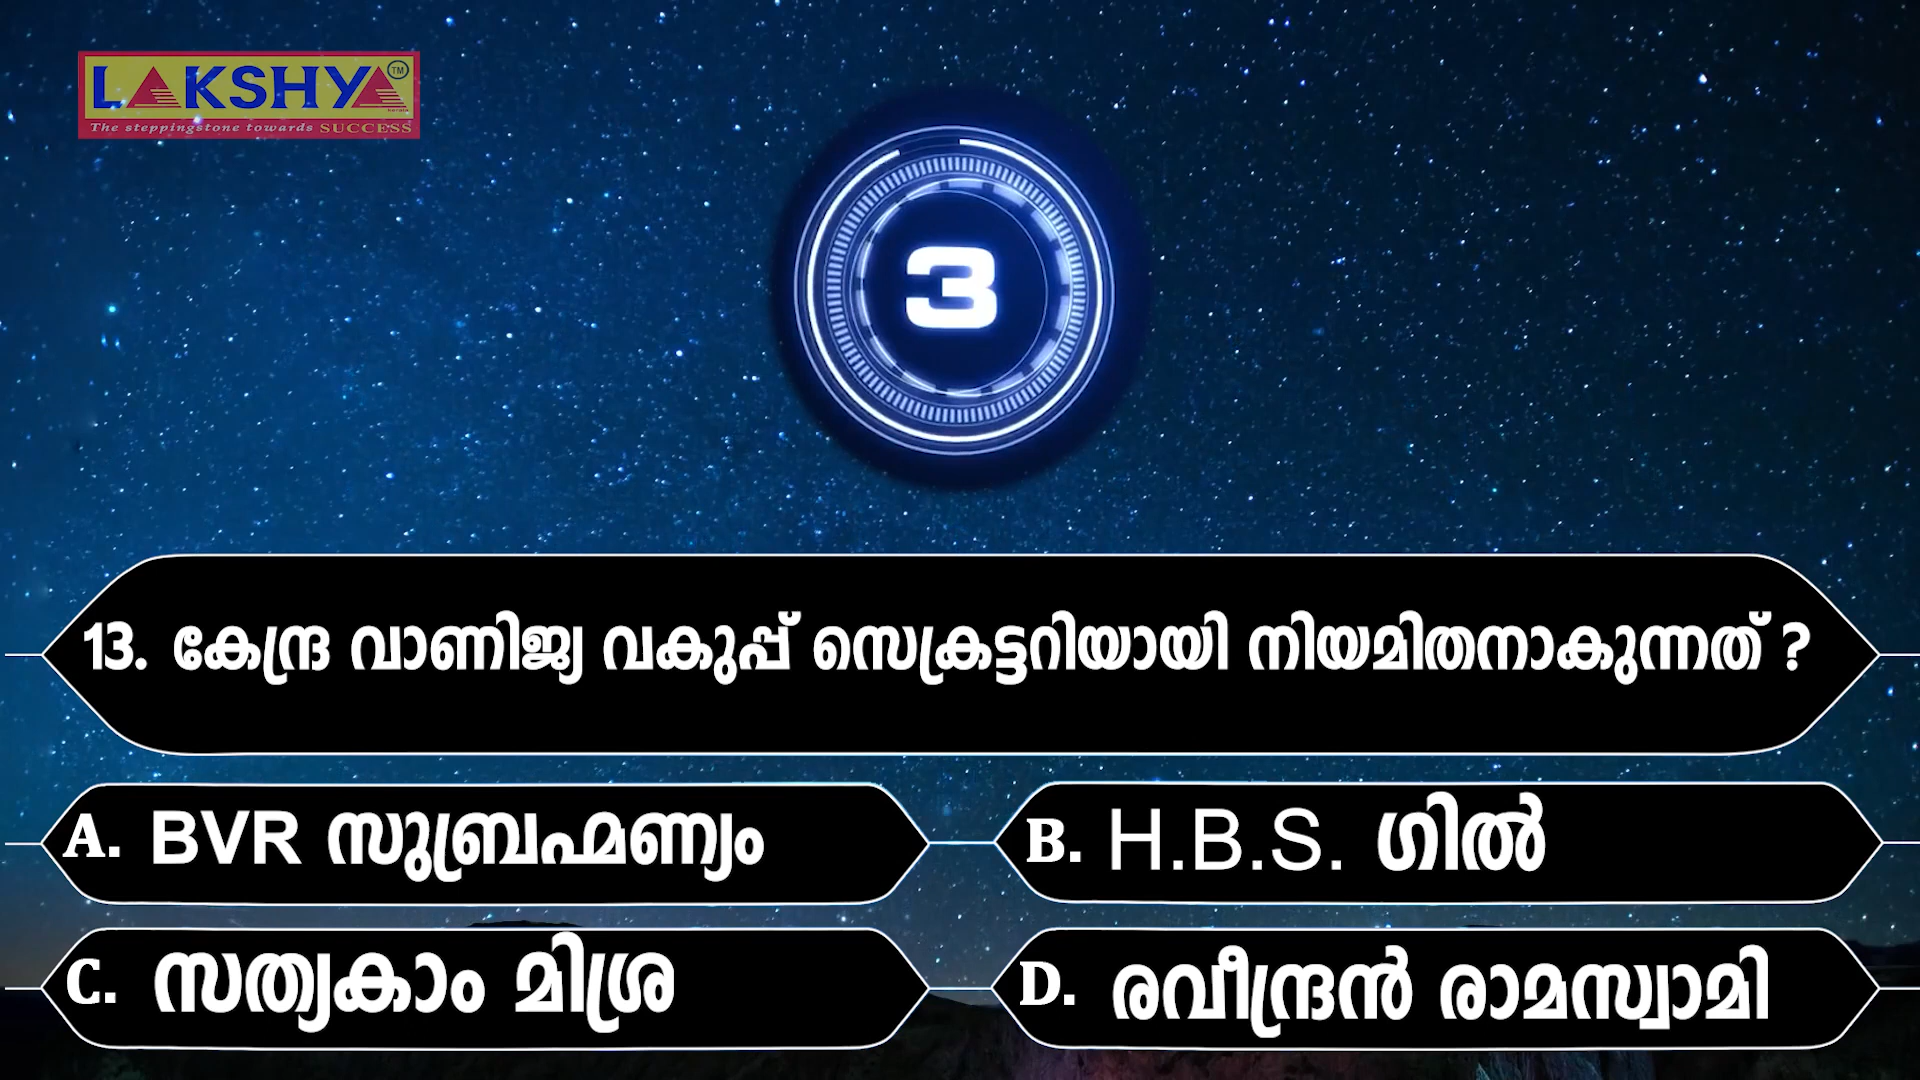 LAKSHYA TM
The steppingstone towards SUCCESS
3
13. കേന്ദ്ര വാണിജ്യ വകുപ്പ് സെക്രട്ടറിയായി നിയമിതനാകുന്നത് ?
A. BVR സുബ്രഹ്മണ്യം
B. H.B.S. ഗിൽ
C. സത്യകാം മിശ്ര
D. രവീന്ദ്രൻ രാമസ്വാമി